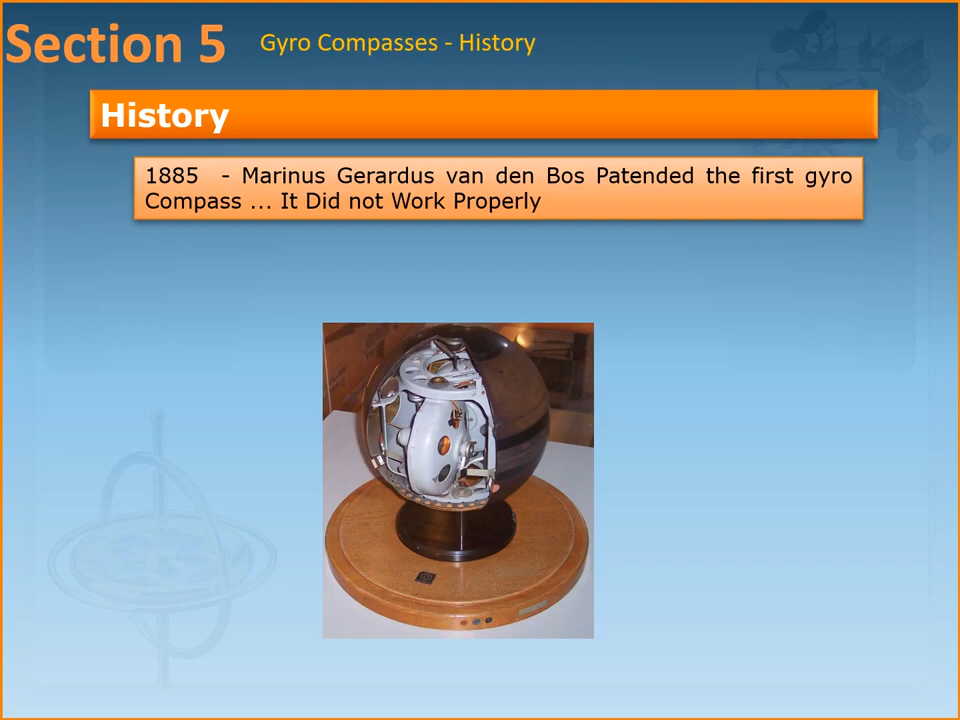 Section 5
Gyro Compasses - History
History
1885 - Marinus Gerardus van den Bos Patended the first gyro
Compass ... It Did not Work Properly